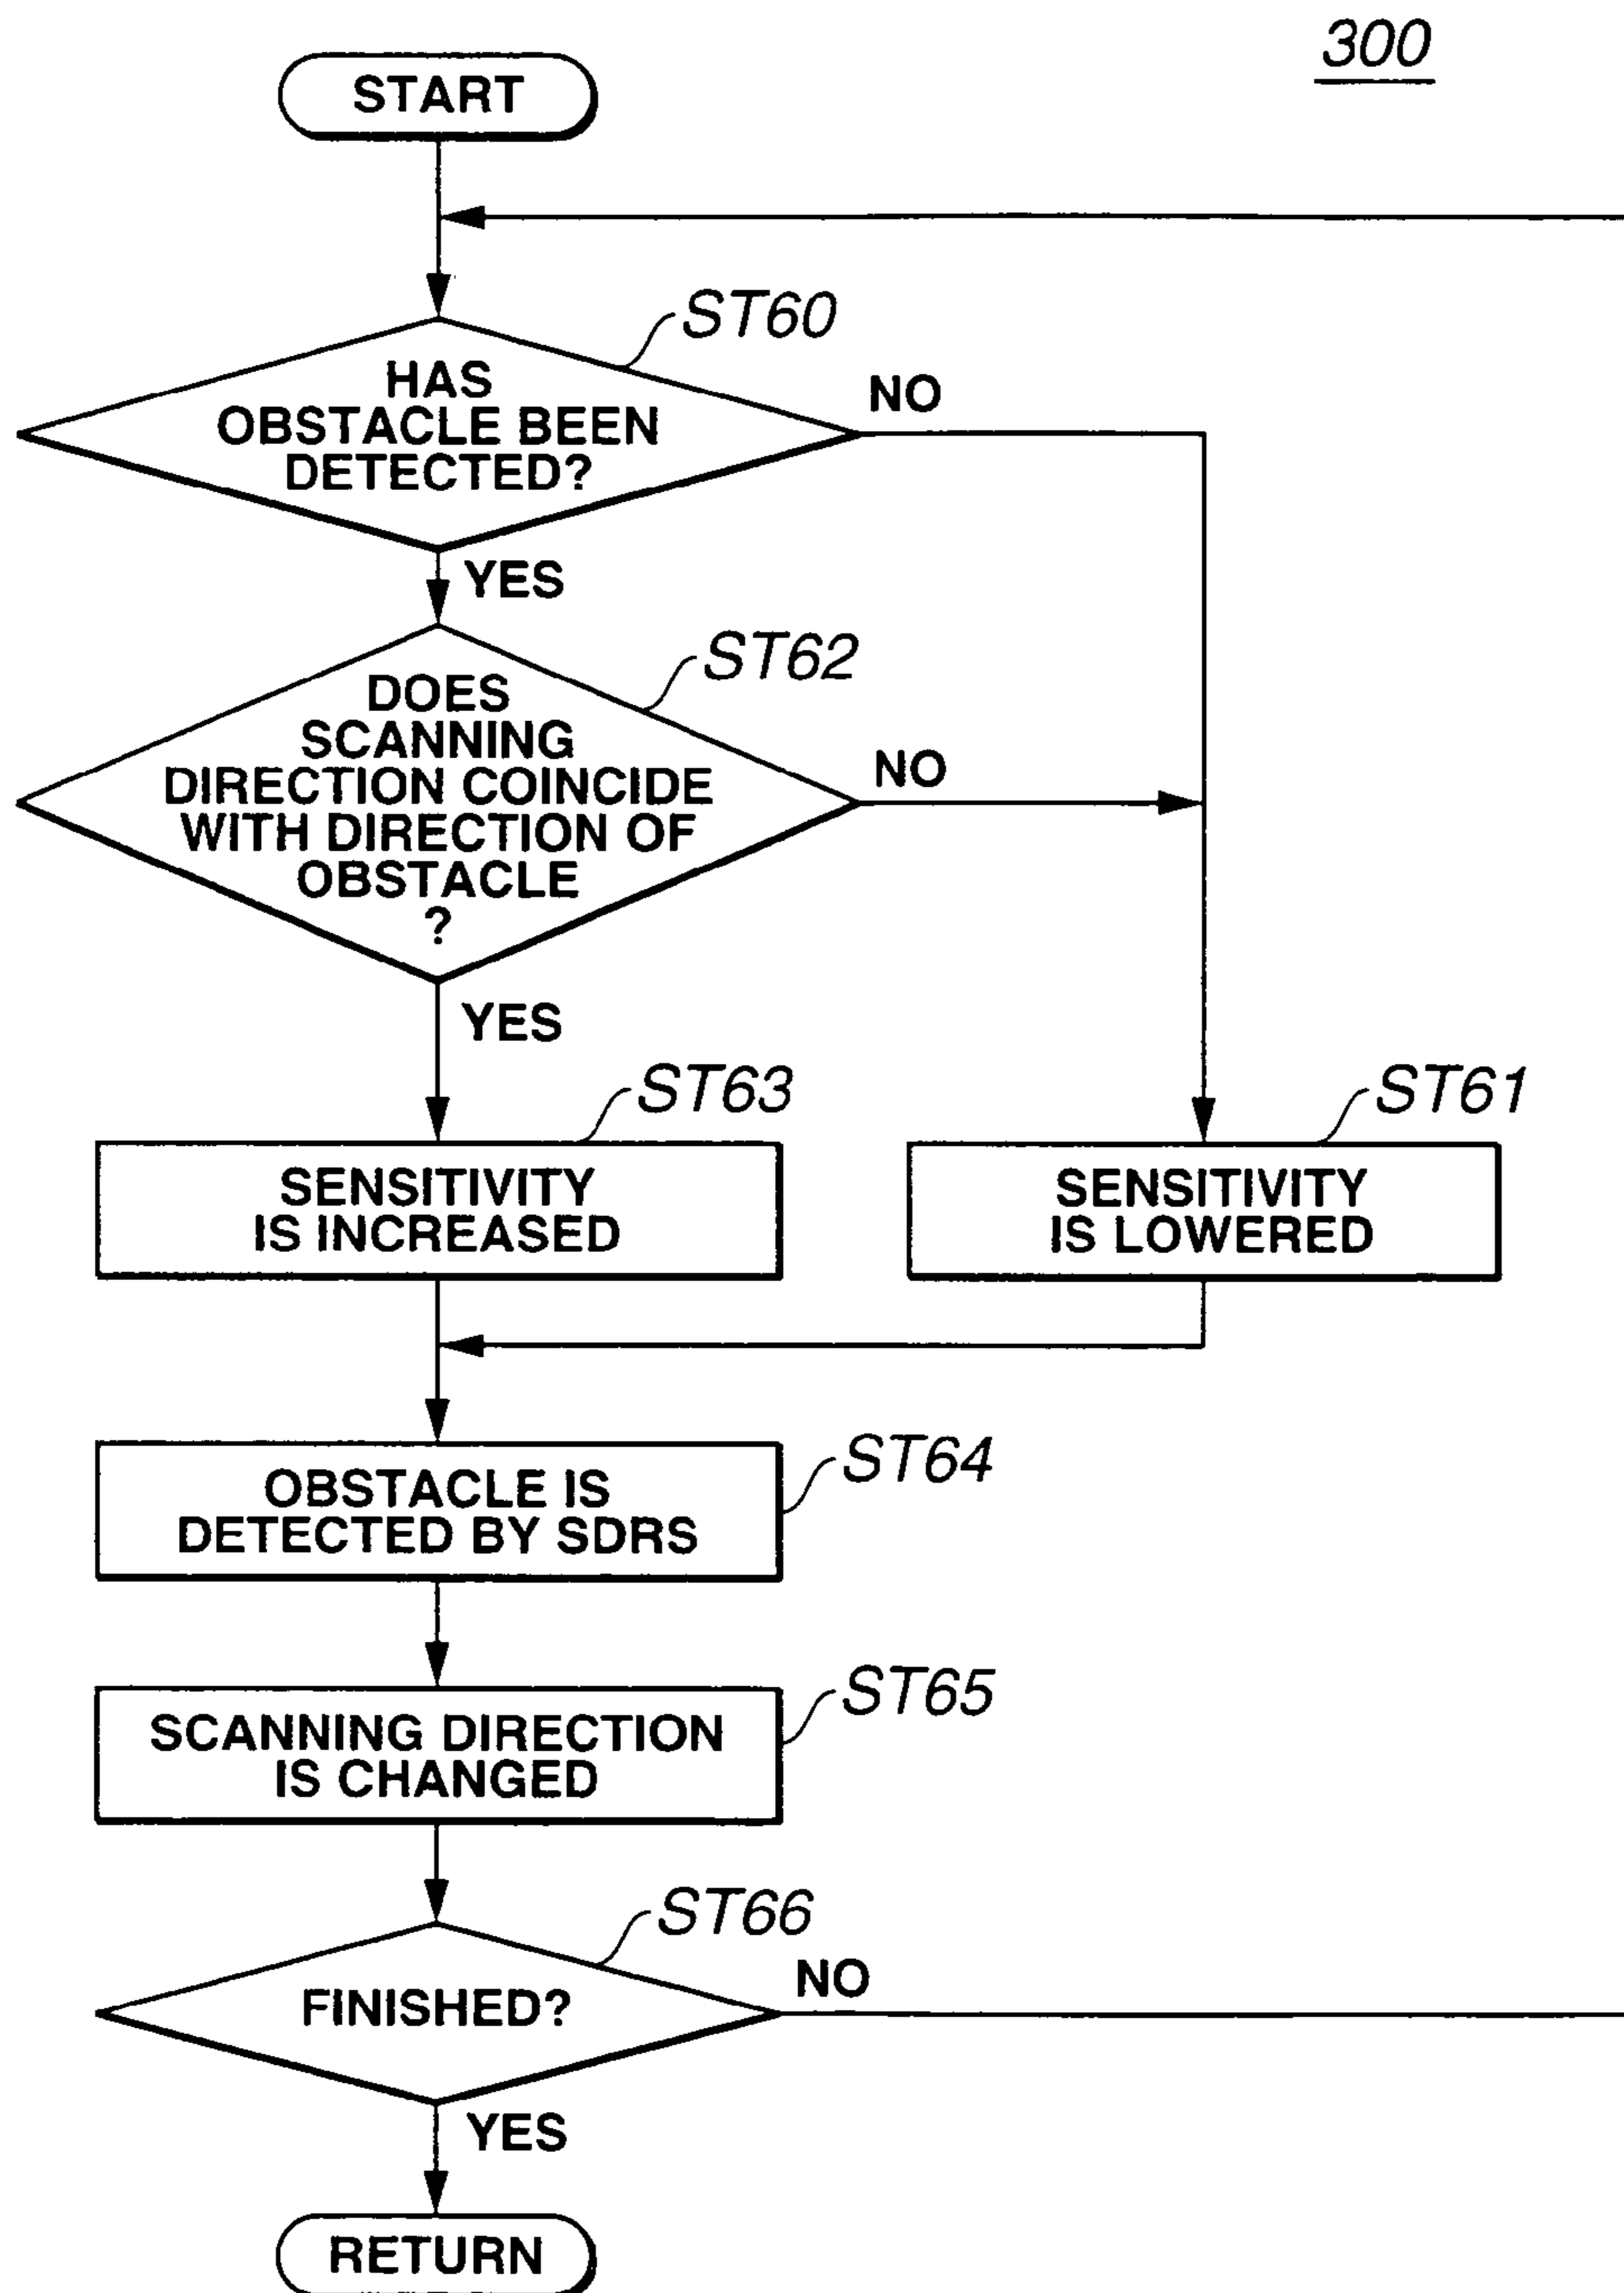 300
START
ST60
HAS
OBSTACLE BEEN
DETECTED?
NO
YES
ST62
DOES
SCANNING
DIRECTION COINCIDE
WITH DIRECTION OF
OBSTACLE
?
NO
YES
ST63
ST61
SENSITIVITY
IS INCREASED
SENSITIVITY
IS LOWERED
ST64
OBSTACLE IS
DETECTED BY SDRS
ST65
SCANNING DIRECTION
IS CHANGED
ST66
FINISHED?
NO
YES
RETURN